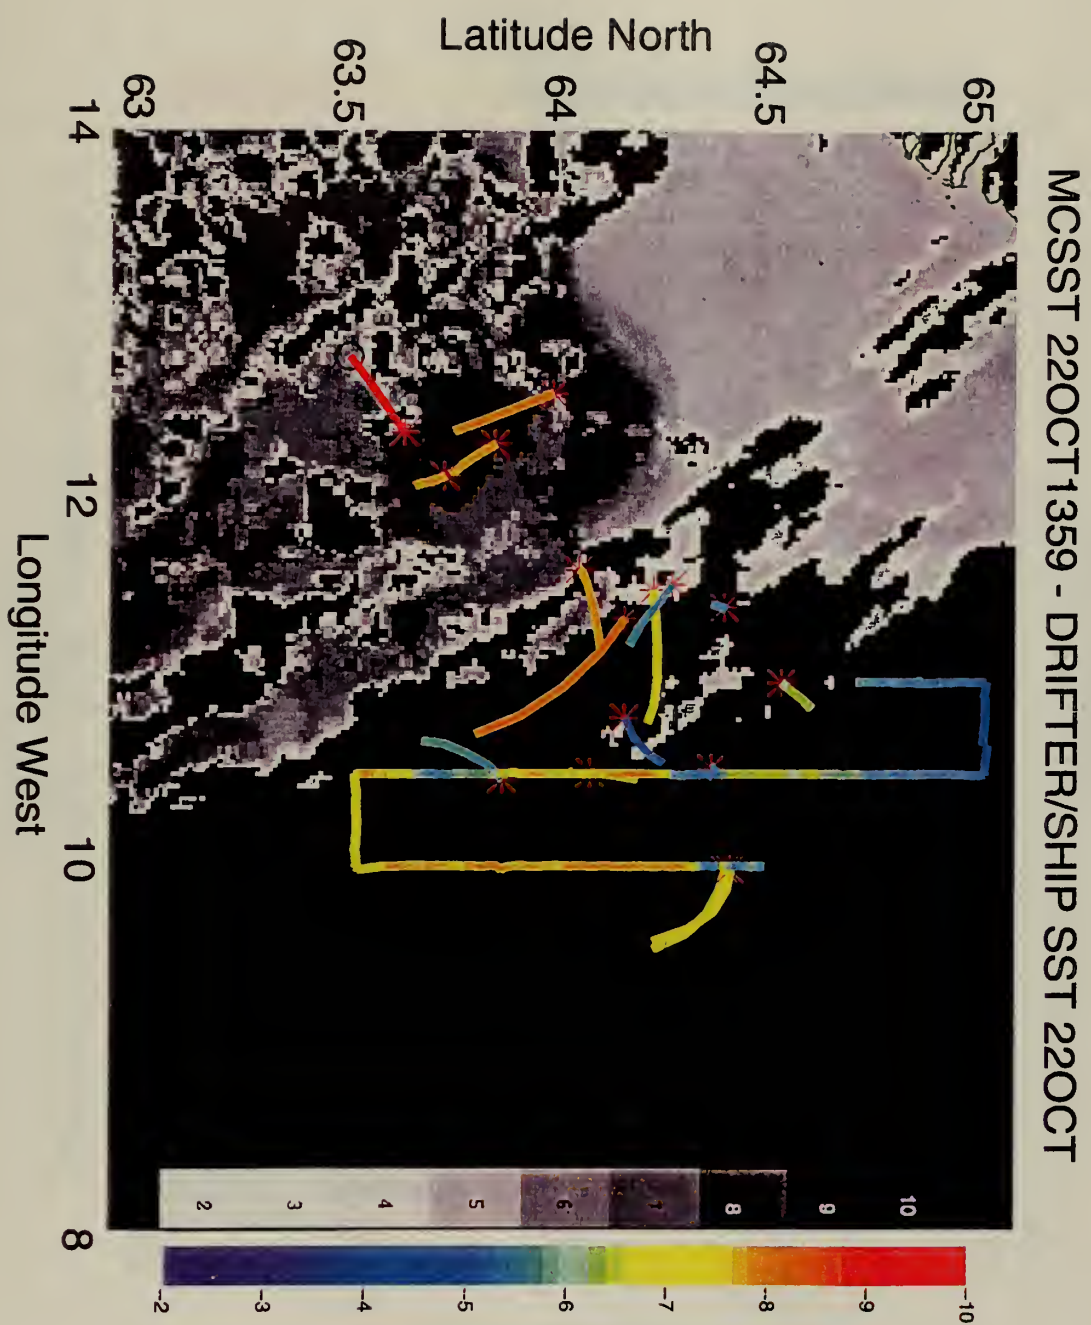 MCSST 22OCT1359 - DRIFTER/SHIP SST 22OCT
Latitude North
65
64.5
64
63.5
63
14
12
10
8
Longitude West
2 3 4 5 6 7 8 9 10
2 3 4 5 6 7 8 9 10